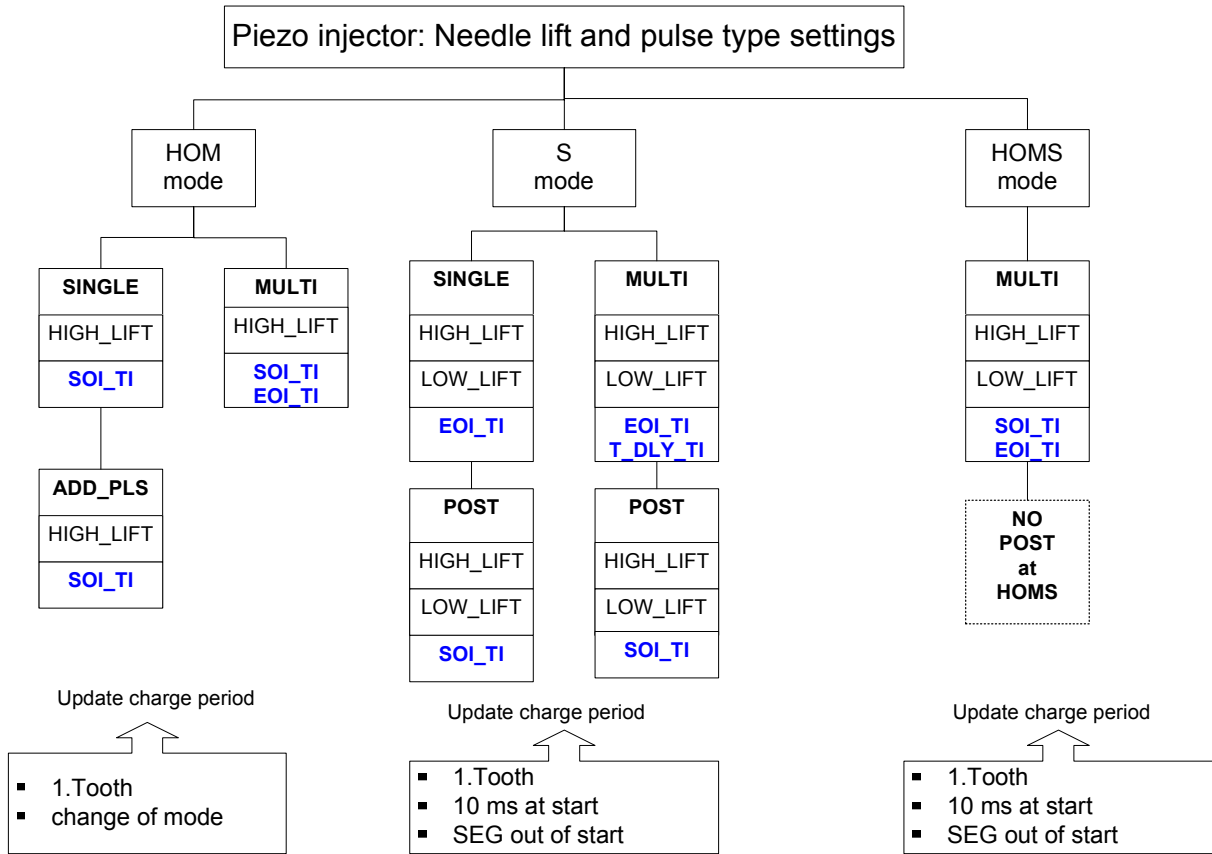 Piezo injector: Needle lift and pulse type settings
HOM
mode
SINGLE
HIGH_LIFT
SOI_TI
ADD_PLS
HIGH_LIFT
SOI_TI
MULTI
HIGH_LIFT
SOI_TI
EOI_TI
Update charge period
▪ 1.Tooth
▪ change of mode
S
mode
SINGLE
HIGH_LIFT
LOW_LIFT
EOI_TI
POST
HIGH_LIFT
LOW_LIFT
SOI_TI
MULTI
HIGH_LIFT
LOW_LIFT
EOI_TI
T_DLY_TI
POST
HIGH_LIFT
LOW_LIFT
SOI_TI
Update charge period
▪ 1.Tooth
▪ 10 ms at start
▪ SEG out of start
HOMS
mode
MULTI
HIGH_LIFT
LOW_LIFT
SOI_TI
EOI_TI
NO
POST
at
HOMS
Update charge period
▪ 1.Tooth
▪ 10 ms at start
▪ SEG out of start